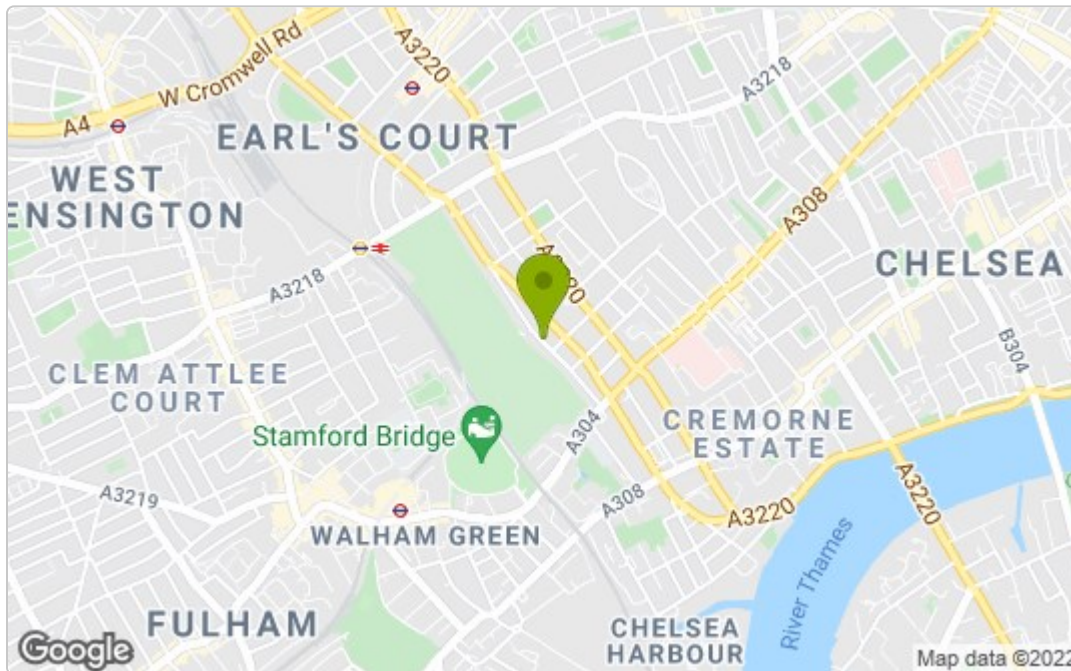 A3220
W Cromwell Rd
A3218
A4
EARL'S COURT
WEST
ENSINGTON
A308
A3220
CHELSEA
A3218
B304
CLEM ATTLEE
COURT
Stamford Bridge
A304
CREMORNE
ESTATE
A3219
A308
A3220
A3220
WALHAM GREEN
River Thames
FULHAM
CHELSEA
HARBOUR
Google
Map data ©2022